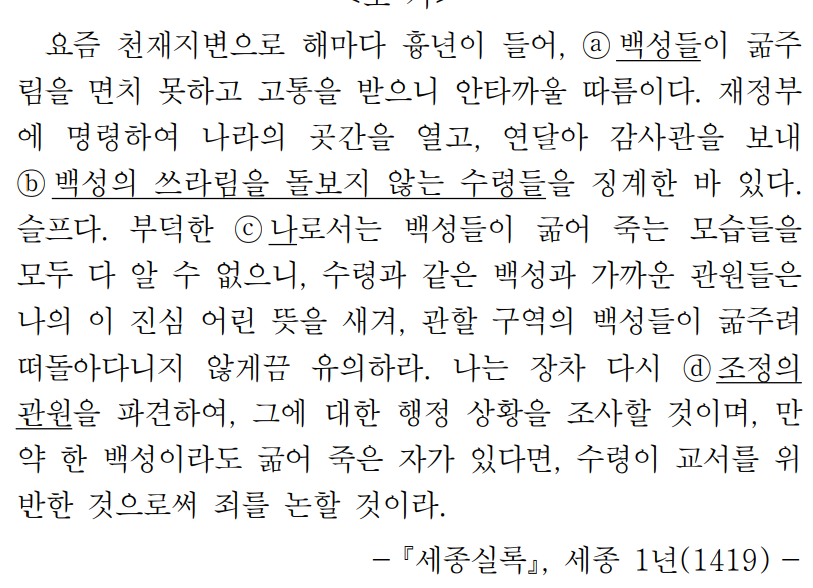 요즘 천재지변으로 해마다 흉년이 들어, ⓐ백성들이 굶주
림을 면치 못하고 고통을 받으니 안타까울 따름이다. 재정부
에 명령하여 나라의 곳간을 열고, 연달아 감사관을 보내
ⓑ백성의 쓰라림을 돌보지 않는 수령들을 징계한 바 있다.
슬프다. 부덕한 ⓒ나로서는 백성들이 굶어 죽는 모습들을
모두 다 알 수 없으니, 수령과 같은 백성과 가까운 관원들은
나의 이 진심 어린 뜻을 새겨, 관할 구역의 백성들이 굶주려
떠돌아다니지 않게끔 유의하라. 나는 장차 다시 ⓓ조정의
관원을 파견하여, 그에 대한 행정 상황을 조사할 것이며, 만
약 한 백성이라도 굶어 죽은 자가 있다면, 수령이 교서를 위
반한 것으로써 죄를 논할 것이라.
-『세종실록』, 세종 1년(1419) -